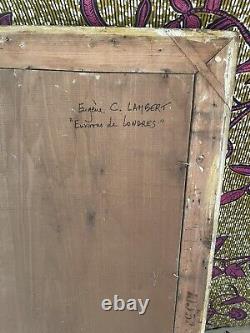 Eugène. C. LAMBERT.
"Environs de LONDRES"